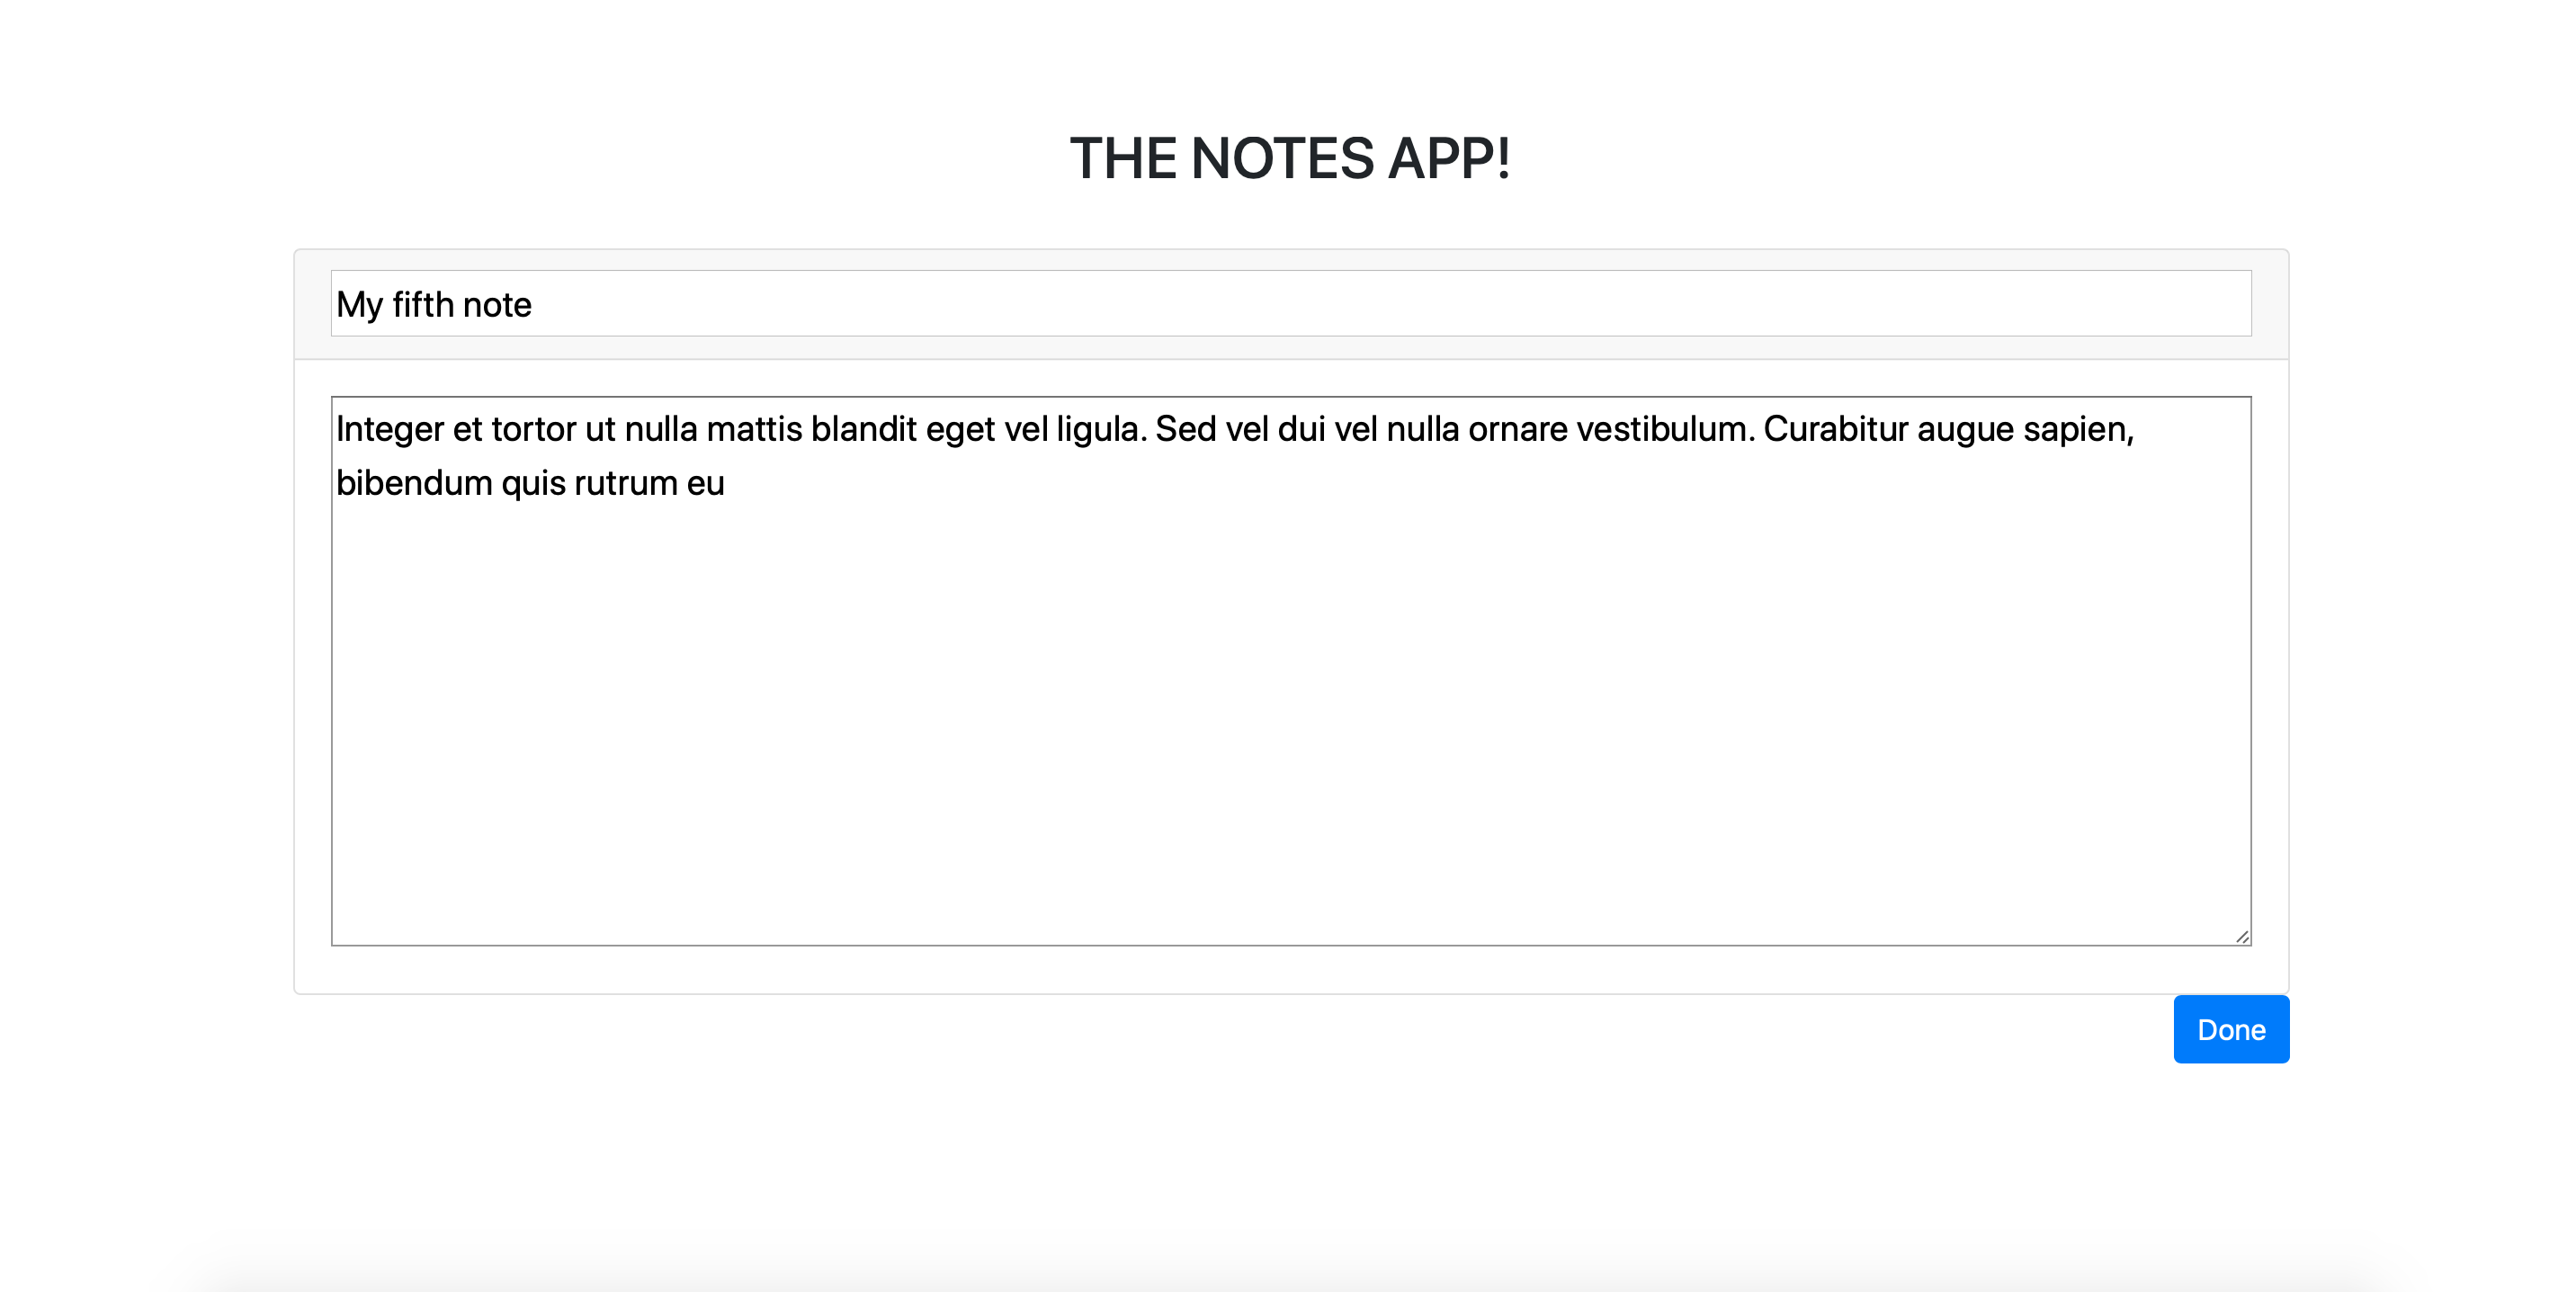 THE NOTES APP!
My fifth note
Integer et tortor ut nulla mattis blandit eget vel ligula. Sed vel dui vel nulla ornare vestibulum. Curabitur augue sapien,
bibendum quis rutrum eu
Done